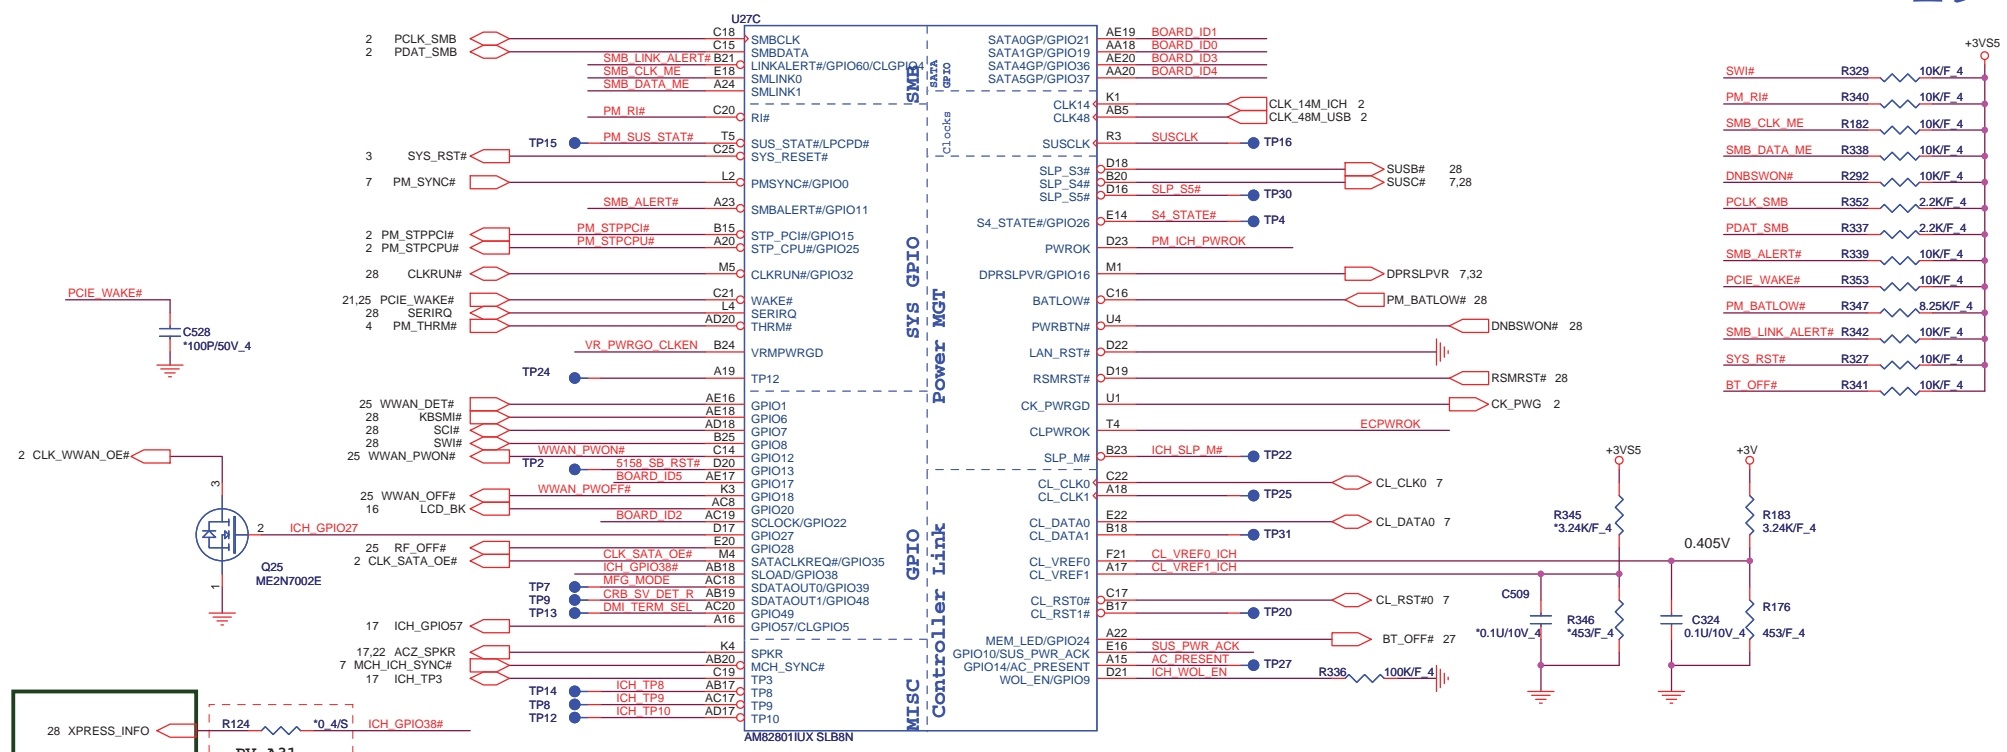 U27C
2 PCLK_SMB C18 SMBCLK
2 PDAT_SMB C15 SMBDATA
SMB_LINK_ALERT# B21 LINKALERT#/GPIO60/CLGPIO4
SMB_CLK_ME E18 SMLINK0
SMB_DATA_ME A24 SMLINK1
PM_RI# C20 RI#
TP15 PM_SUS_STAT# T5 SUS_STAT#/LPCPD#
3 SYS_RST# C25 SYS_RESET#
7 PM_SYNC# L2 PMSYNC#/GPIO0
SMB_ALERT# A23 SMBALERT#/GPIO11
2 PM_STPPCI# PM_STPPCI# B15 STP_PCI#/GPIO15
2 PM_STPCPU# PM_STPCPU# A20 STP_CPU#/GPIO25
28 CLKRUN# M5 CLKRUN#/GPIO32
21,25 PCIE_WAKE# C21 WAKE#
28 SERIRQ L4 SERIRQ
4 PM_THRM# AD20 THRM#
VR_PWRGO_CLKEN B24 VRMPWRGD
TP24 A19 TP12
25 WWAN_DET# AE16 GPIO1
28 KBSMI# AE18 GPIO6
28 SCI# AD18 GPIO7
28 SWI# B25 GPIO8
25 WWAN_PWON# WWAN_PWON# C14 GPIO12
TP2 5158_SB_RST# D20 GPIO13
BOARD_ID5 AE17 GPIO17
25 WWAN_OFF# WWAN_PWOFF# K3 GPIO18
16 LCD_BK AC8 GPIO20
BOARD_ID2 AC19 SCLOCK/GPIO22
ICH_GPIO27 D17 GPIO27
25 RF_OFF# E20 GPIO28
2 CLK_SATA_OE# CLK_SATA_OE# M4 SATACLKREQ#/GPIO35
ICH_GPIO38# AB18 SLOAD/GPIO38
TP7 MFG_MODE AC18 SDATAOUT0/GPIO39
TP9 CRB_SV_DET_R AB19 SDATAOUT1/GPIO48
TP13 DMI_TERM_SEL AC20 GPIO49
17 ICH_GPIO57 A16 GPIO57/CLGPIO5
17,22 ACZ_SPKR K4 SPKR
7 MCH_ICH_SYNC# AB20 MCH_SYNC#
17 ICH_TP3 C19 TP3
TP14 ICH_TP8 AB17 TP8
TP8 ICH_TP9 AC17 TP9
TP12 ICH_TP10 AD17 TP10
AM82801IUX SLB8N
SMB
SATA
GPIO
Clocks
SYS GPIO
Power MGT
GPIO
Controller Link
MISC
SATA0GP/GPIO21 AE19 BOARD_ID1
SATA1GP/GPIO19 AA18 BOARD_ID0
SATA4GP/GPIO36 AE20 BOARD_ID3
SATA5GP/GPIO37 AA20 BOARD_ID4
CLK14 K1 CLK_14M_ICH 2
CLK48 AB5 CLK_48M_USB 2
SUSCLK R3 SUSCLK TP16
SLP_S3# D18 SUSB# 28
SLP_S4# B20 SUSC# 7,28
SLP_S5# D16 SLP_S5# TP30
S4_STATE#/GPIO26 E14 S4_STATE# TP4
PWROK D23 PM_ICH_PWROK
DPRSLPVR/GPIO16 M1 DPRSLPVR 7,32
BATLOW# C16 PM_BATLOW# 28
PWRBTN# U4 DNBSWON# 28
LAN_RST# D22
RSMRST# D19 RSMRST# 28
CK_PWRGD U1 CK_PWG 2
CLPWROK T4 ECPWROK
SLP_M# B23 ICH_SLP_M# TP22
CL_CLK0 C22 CL_CLK0 7
CL_CLK1 A18 TP25
CL_DATA0 E22 CL_DATA0 7
CL_DATA1 B18 TP31
CL_VREF0 F21 CL_VREF0_ICH
CL_VREF1 A17 CL_VREF1_ICH
CL_RST0# C17 CL_RST#0 7
CL_RST1# B17 TP20
MEM_LED/GPIO24 A22 BT_OFF# 27
GPIO10/SUS_PWR_ACK E16 SUS_PWR_ACK
GPIO14/AC_PRESENT A15 AC_PRESENT TP27
WOL_EN/GPIO9 D21 ICH_WOL_EN R336 100K/F_4
PCIE_WAKE#
C528
*100P/50V_4
2 CLK_WWAN_OE#
3
2 ICH_GPIO27
1
Q25
ME2N7002E
28 XPRESS_INFO R124 *0_4/S ICH_GPIO38#
+3VS5
SWI# R329 10K/F_4
PM_RI# R340 10K/F_4
SMB_CLK_ME R182 10K/F_4
SMB_DATA_ME R338 10K/F_4
DNBSWON# R292 10K/F_4
PCLK_SMB R352 2.2K/F_4
PDAT_SMB R337 2.2K/F_4
SMB_ALERT# R339 10K/F_4
PCIE_WAKE# R353 10K/F_4
PM_BATLOW# R347 8.25K/F_4
SMB_LINK_ALERT# R342 10K/F_4
SYS_RST# R327 10K/F_4
BT_OFF# R341 10K/F_4
+3VS5 +3V
R345
*3.24K/F_4
R183
3.24K/F_4
0.405V
C509
*0.1U/10V_4
R346
*453/F_4
C324
0.1U/10V_4
R176
453/F_4